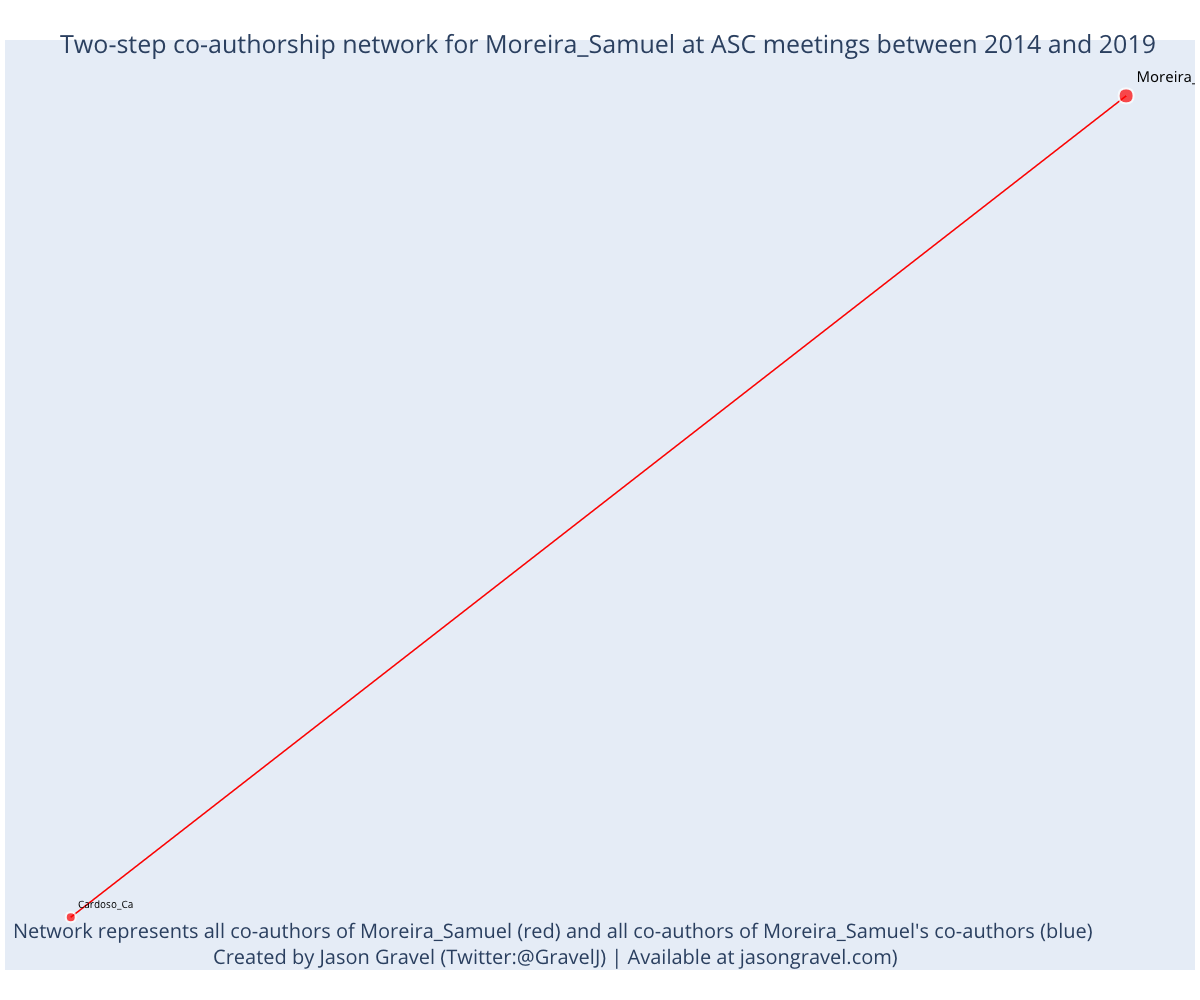 Two-step co-authorship network for Moreira_Samuel at ASC meetings between 2014 and 2019
Moreira_
Cardoso_Ca
Network represents all co-authors of Moreira_Samuel (red) and all co-authors of Moreira_Samuel's co-authors (blue)
Created by Jason Gravel (Twitter:@GravelJ) | Available at jasongravel.com)